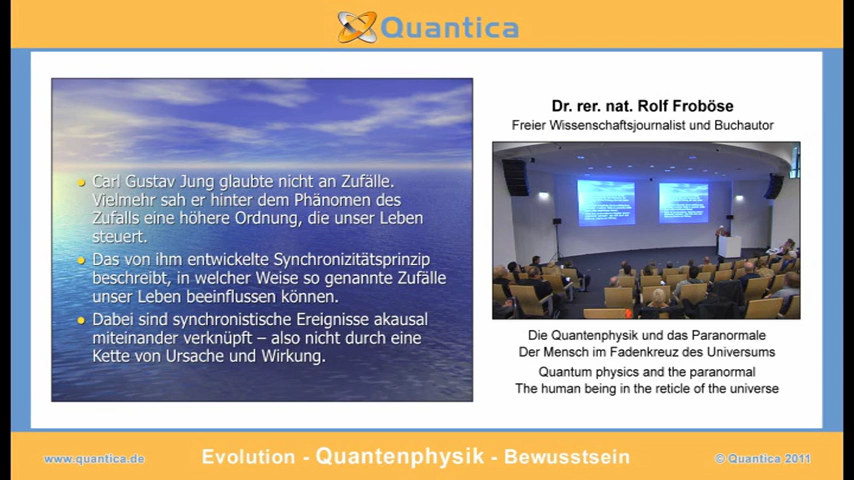 Quantica
Carl Gustav Jung glaubte nicht an Zufälle.
Vielmehr sah er hinter dem Phänomen des
Zufalls eine höhere Ordnung, die unser Leben
steuert.
Das von ihm entwickelte Synchronizitätsprinzip
beschreibt, in welcher Weise so genannte Zufälle
unser Leben beeinflussen können.
Dabei sind synchronistische Ereignisse akausal
miteinander verknüpft – also nicht durch eine
Kette von Ursache und Wirkung.
Dr. rer. nat. Rolf Froböse
Freier Wissenschaftsjournalist und Buchautor
Die Quantenphysik und das Paranormale
Der Mensch im Fadenkreuz des Universums
Quantum physics and the paranormal
The human being in the reticle of the universe
www.quantica.de
Evolution - Quantenphysik - Bewusstsein
© Quantica 2011